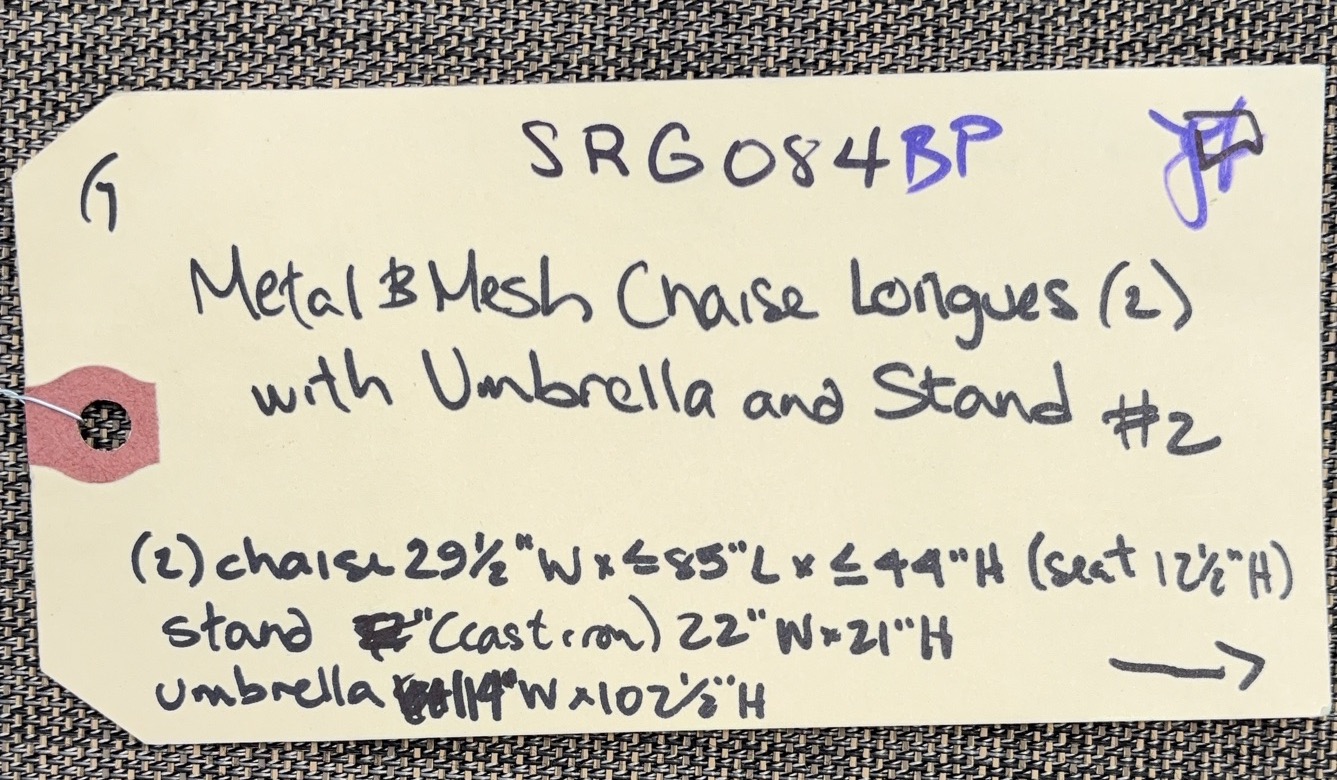 SRG084BP
G
Metal & Mesh Chaise Longues (2)
with Umbrella and Stand #2
(2) chaise 29½"W x ≤85"L x ≤44"H (seat 12½"H)
stand (cast iron) 22"W x 21"H
umbrella 114"W x 102½"H